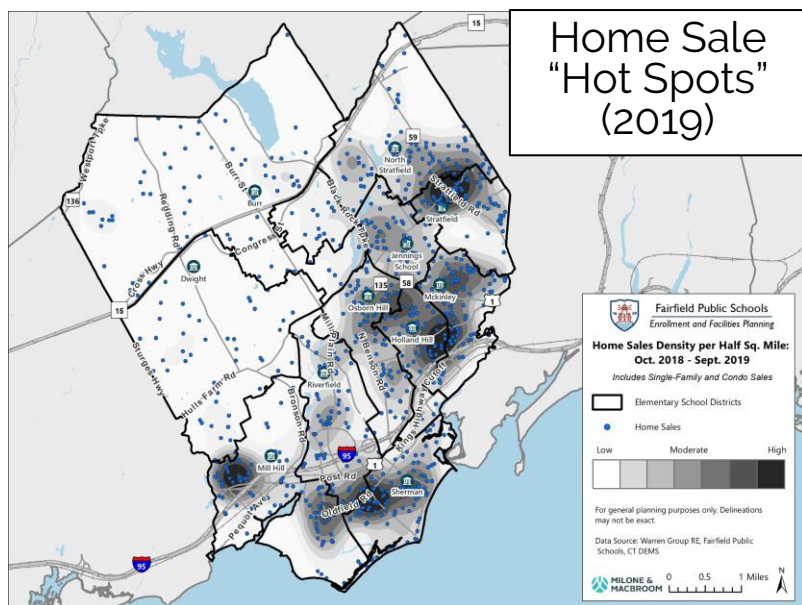 Home Sale
“Hot Spots”
(2019)
15
59
North
Stratfield
Westport Tpke
Burr St
Burr
136
Redding Rd
Black Rock Tpke
Stratfield Rd
Stratfield
Congress St
Jennings
School
Cross Hwy
Dwight
135
58
Mckinley
1
Osborn Hill
15
Holland Hill
Mill Plain Rd
N Benson Rd
Sturges Hwy
Hulls Farm Rd
Riverfield
Bronson Rd
Kings Highway Cutoff
95
Mill Hill
1
Post Rd
Sherman
Oldfield Rd
Pequot Ave
95
Fairfield Public Schools
Enrollment and Facilities Planning
Home Sales Density per Half Sq. Mile:
Oct. 2018 - Sept. 2019
Includes Single-Family and Condo Sales
Elementary School Districts
Home Sales
Low Moderate High
For general planning purposes only. Delineations
may not be exact.
Data Source: Warren Group RE, Fairfield Public
Schools, CT DEMS
MILONE &
MACBROOM
0 0.5 1 Miles
N